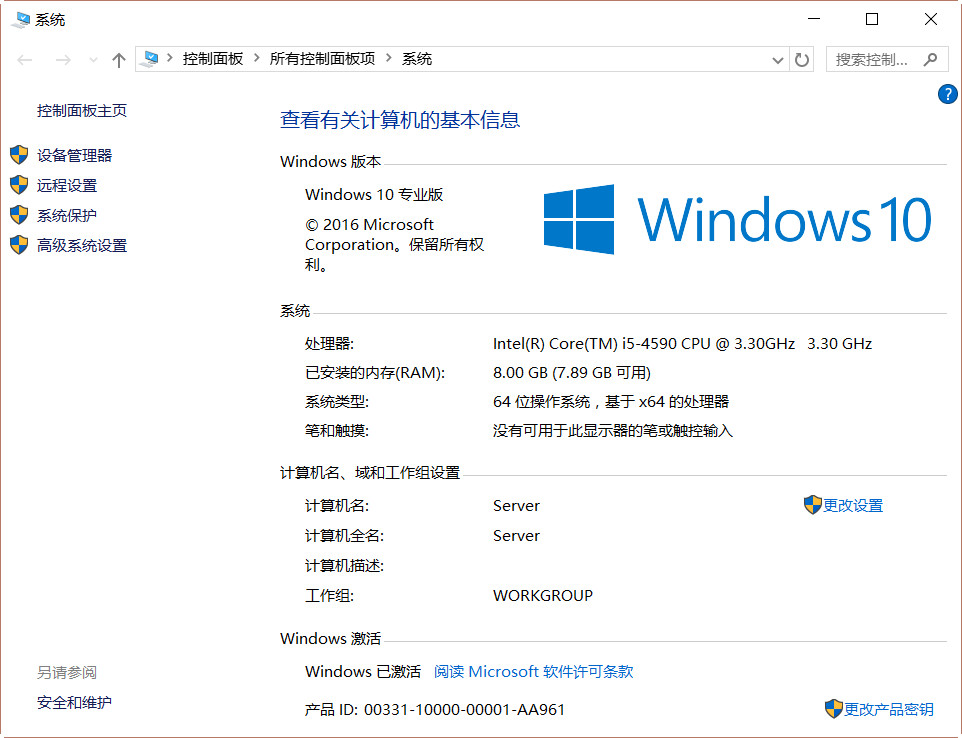 系统
控制面板 所有控制面板项 系统 搜索控制...
?
控制面板主页
设备管理器
远程设置
系统保护
高级系统设置
另请参阅
安全和维护
查看有关计算机的基本信息
Windows 版本
Windows 10 专业版
© 2016 Microsoft
Corporation。保留所有权
利。
Windows 10
系统
处理器: Intel(R) Core(TM) i5-4590 CPU @ 3.30GHz 3.30 GHz
已安装的内存(RAM): 8.00 GB (7.89 GB 可用)
系统类型: 64 位操作系统，基于 x64 的处理器
笔和触摸: 没有可用于此显示器的笔或触控输入
计算机名、域和工作组设置
计算机名: Server 更改设置
计算机全名: Server
计算机描述:
工作组: WORKGROUP
Windows 激活
Windows 已激活 阅读 Microsoft 软件许可条款
产品 ID: 00331-10000-00001-AA961 更改产品密钥